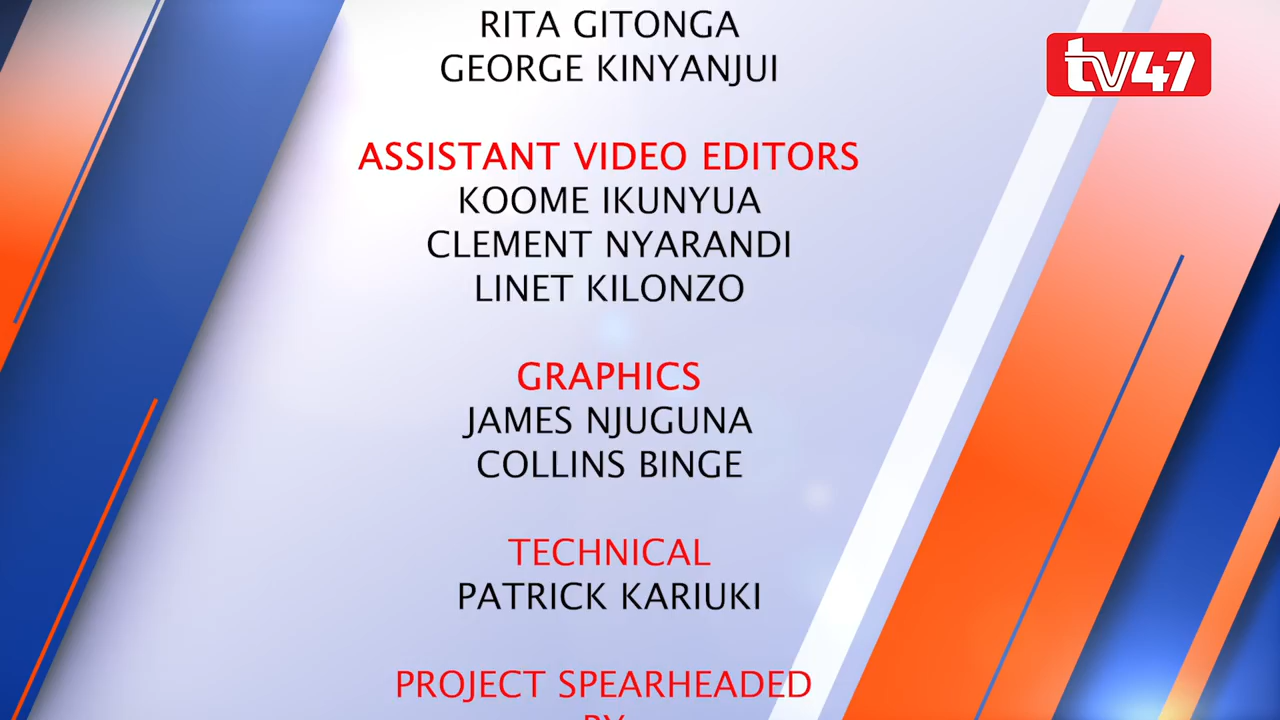 RITA GITONGA
GEORGE KINYANJUI
tv47
ASSISTANT VIDEO EDITORS
KOOME IKUNYUA
CLEMENT NYARANDI
LINET KILONZO
GRAPHICS
JAMES NJUGUNA
COLLINS BINGE
TECHNICAL
PATRICK KARIUKI
PROJECT SPEARHEADED
BY